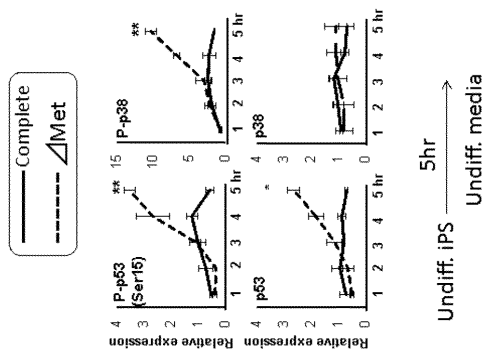 Complete
⊿Met
P-p53
(Ser15)
Relative expression
4
3
2
1
0
1 2 3 4 5 hr
**
P-p38
15
10
5
0
1 2 3 4 5 hr
**
p53
Relative expression
4
3
2
1
0
1 2 3 4 5 hr
*
p38
4
3
2
1
0
1 2 3 4 5 hr
5hr
Undiff. iPS → Undiff. media